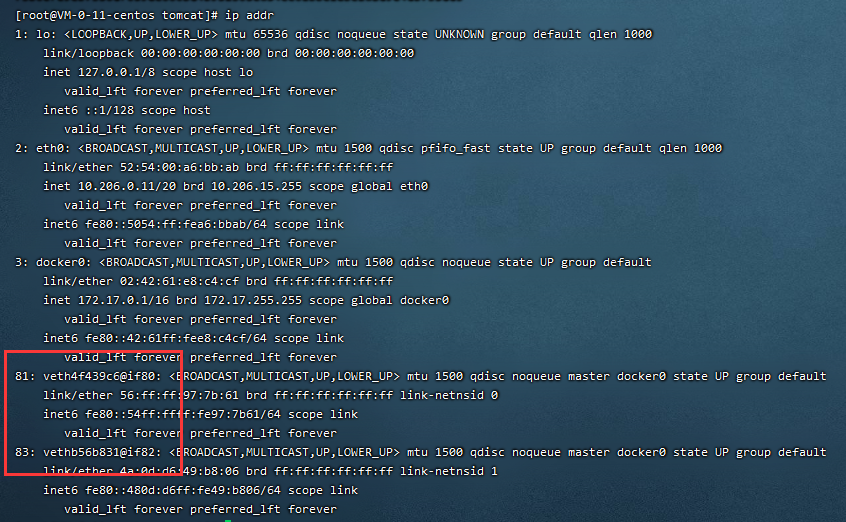 [root@VM-0-11-centos tomcat]# ip addr
1: lo: <LOOPBACK,UP,LOWER_UP> mtu 65536 qdisc noqueue state UNKNOWN group default qlen 1000
link/loopback 00:00:00:00:00:00 brd 00:00:00:00:00:00
inet 127.0.0.1/8 scope host lo
valid_lft forever preferred_lft forever
inet6 ::1/128 scope host
valid_lft forever preferred_lft forever
2: eth0: <BROADCAST,MULTICAST,UP,LOWER_UP> mtu 1500 qdisc pfifo_fast state UP group default qlen 1000
link/ether 52:54:00:a6:bb:ab brd ff:ff:ff:ff:ff:ff
inet 10.206.0.11/20 brd 10.206.15.255 scope global eth0
valid_lft forever preferred_lft forever
inet6 fe80::5054:ff:fea6:bbab/64 scope link
valid_lft forever preferred_lft forever
3: docker0: <BROADCAST,MULTICAST,UP,LOWER_UP> mtu 1500 qdisc noqueue state UP group default
link/ether 02:42:61:e8:c4:cf brd ff:ff:ff:ff:ff:ff
inet 172.17.0.1/16 brd 172.17.255.255 scope global docker0
valid_lft forever preferred_lft forever
inet6 fe80::42:61ff:fee8:c4cf/64 scope link
valid_lft forever preferred_lft forever
81: veth4f439c6@if80: <BROADCAST,MULTICAST,UP,LOWER_UP> mtu 1500 qdisc noqueue master docker0 state UP group default
link/ether 56:ff:ff:97:7b:61 brd ff:ff:ff:ff:ff:ff link-netnsid 0
inet6 fe80::54ff:ffff:fe97:7b61/64 scope link
valid_lft forever preferred_lft forever
83: vethb56b831@if82: <BROADCAST,MULTICAST,UP,LOWER_UP> mtu 1500 qdisc noqueue master docker0 state UP group default
link/ether 4a:0d:d6:49:b8:06 brd ff:ff:ff:ff:ff:ff link-netnsid 1
inet6 fe80::480d:d6ff:fe49:b806/64 scope link
valid_lft forever preferred_lft forever